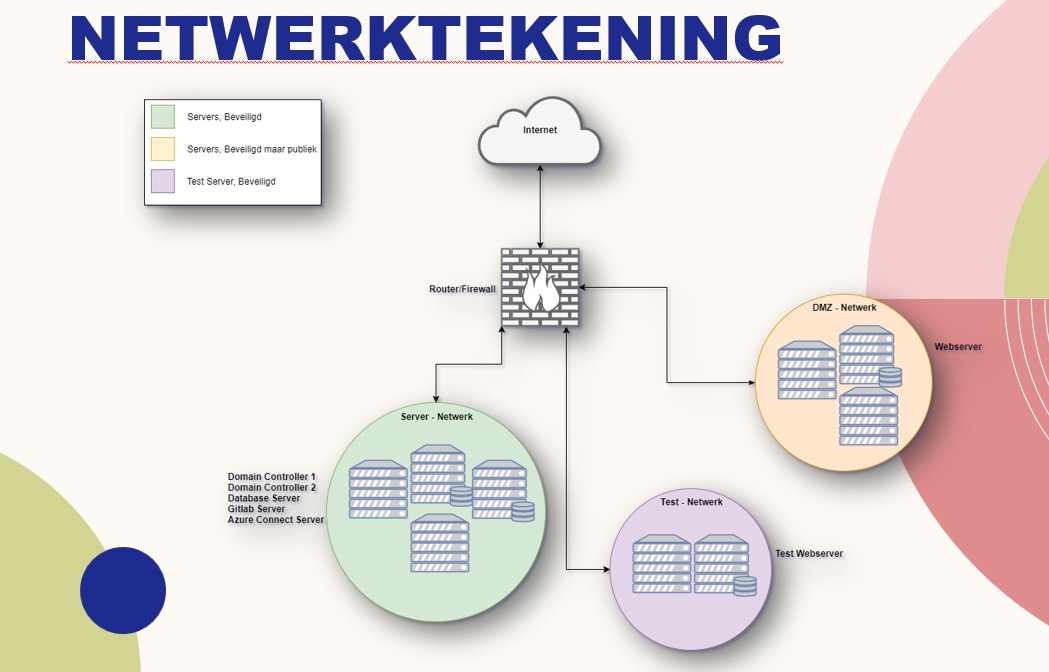 NETWERKTEKENING
Servers, Beveiligd
Servers, Beveiligd maar publiek
Test Server, Beveiligd
Internet
Router/Firewall
DMZ - Netwerk
Webserver
Server - Netwerk
Domain Controller 1
Domain Controller 2
Database Server
Gitlab Server
Azure Connect Server
Test - Netwerk
Test Webserver